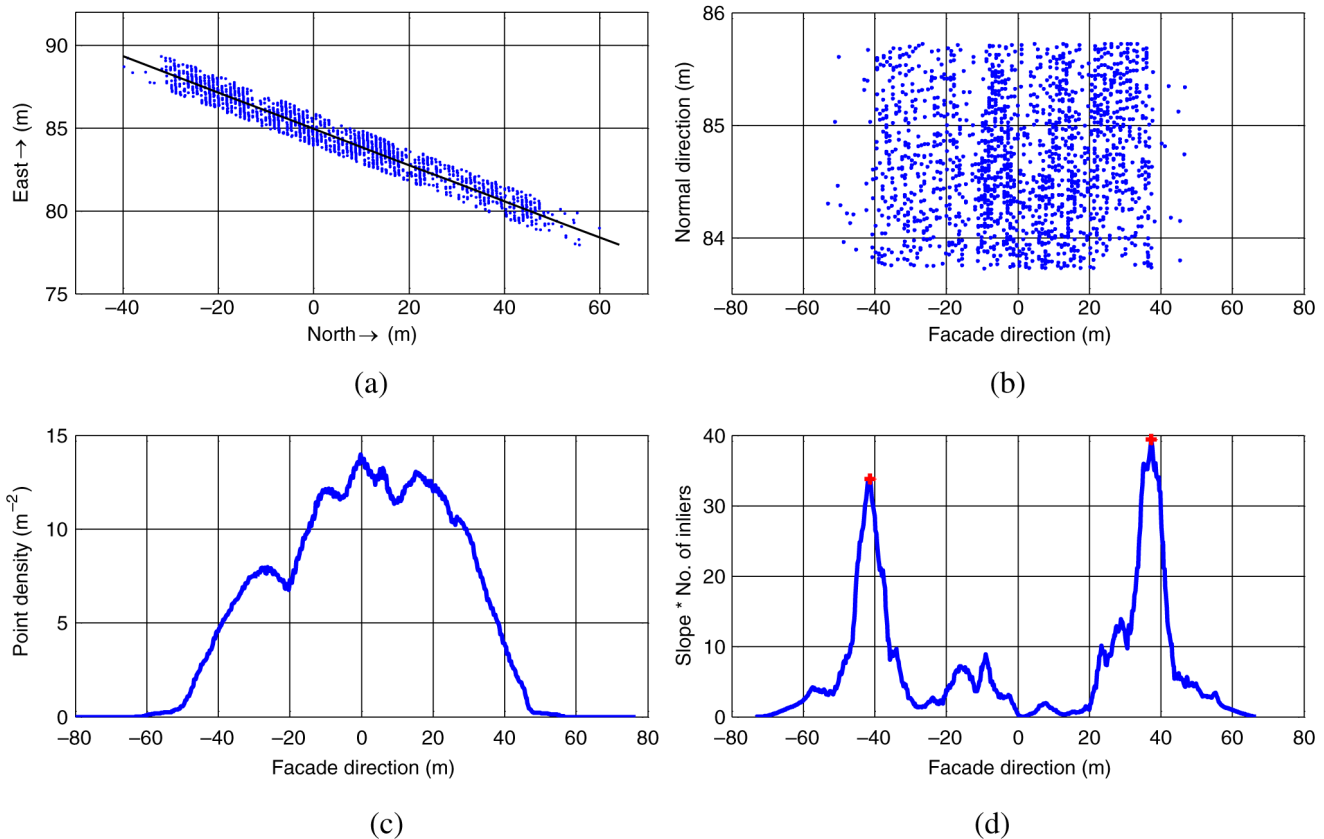 90
85
80
75
East→ (m)
−40 −20 0 20 40 60
North→ (m)
(a)
86
85
84
Normal direction (m)
−80 −60 −40 −20 0 20 40 60 80
Facade direction (m)
(b)
15
10
5
0
Point density (m−2)
−80 −60 −40 −20 0 20 40 60 80
Facade direction (m)
(c)
40
30
20
10
0
Slope * No. of inliers
−80 −60 −40 −20 0 20 40 60 80
Facade direction (m)
(d)